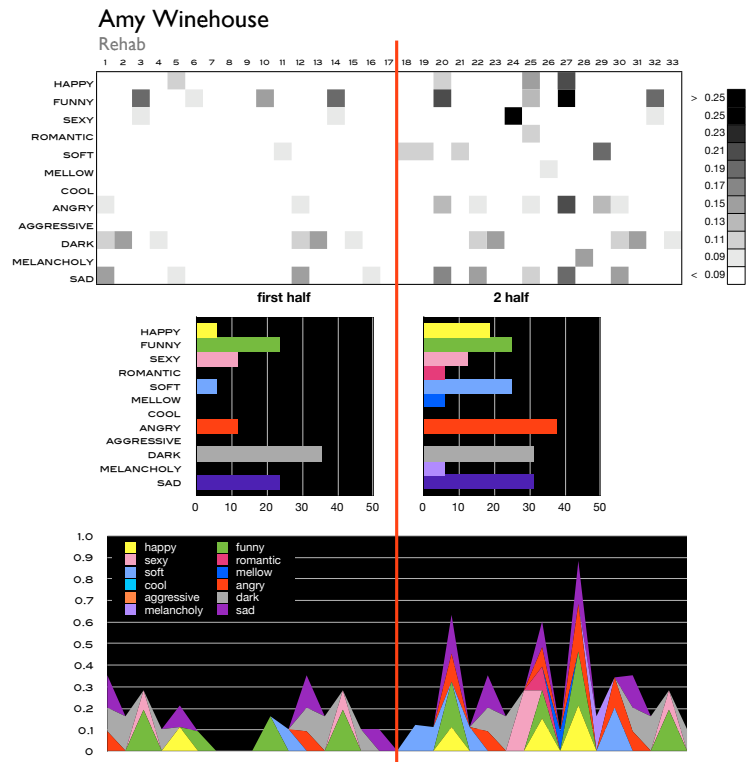 Amy Winehouse
Rehab
1 2 3 4 5 6 7 8 9 10 11 12 13 14 15 16 17 18 19 20 21 22 23 24 25 26 27 28 29 30 31 32 33
HAPPY
FUNNY
SEXY
ROMANTIC
SOFT
MELLOW
COOL
ANGRY
AGGRESSIVE
DARK
MELANCHOLY
SAD
> 0.25
0.25
0.23
0.21
0.19
0.17
0.15
0.13
0.11
0.09
< 0.09
first half
2 half
HAPPY
FUNNY
SEXY
ROMANTIC
SOFT
MELLOW
COOL
ANGRY
AGGRESSIVE
DARK
MELANCHOLY
SAD
0 10 20 30 40 50
0 10 20 30 40 50
1.0
0.9
0.8
0.7
0.6
0.5
0.4
0.3
0.2
0.1
0
happy funny
sexy romantic
soft mellow
cool angry
aggressive dark
melancholy sad